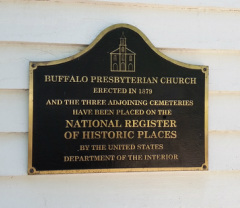 BUFFALO PRESBYTERIAN CHURCH
ERECTED IN 1879
AND THE THREE ADJOINING CEMETERIES
HAVE BEEN PLACED ON THE
NATIONAL REGISTER
OF HISTORIC PLACES
BY THE UNITED STATES
DEPARTMENT OF THE INTERIOR